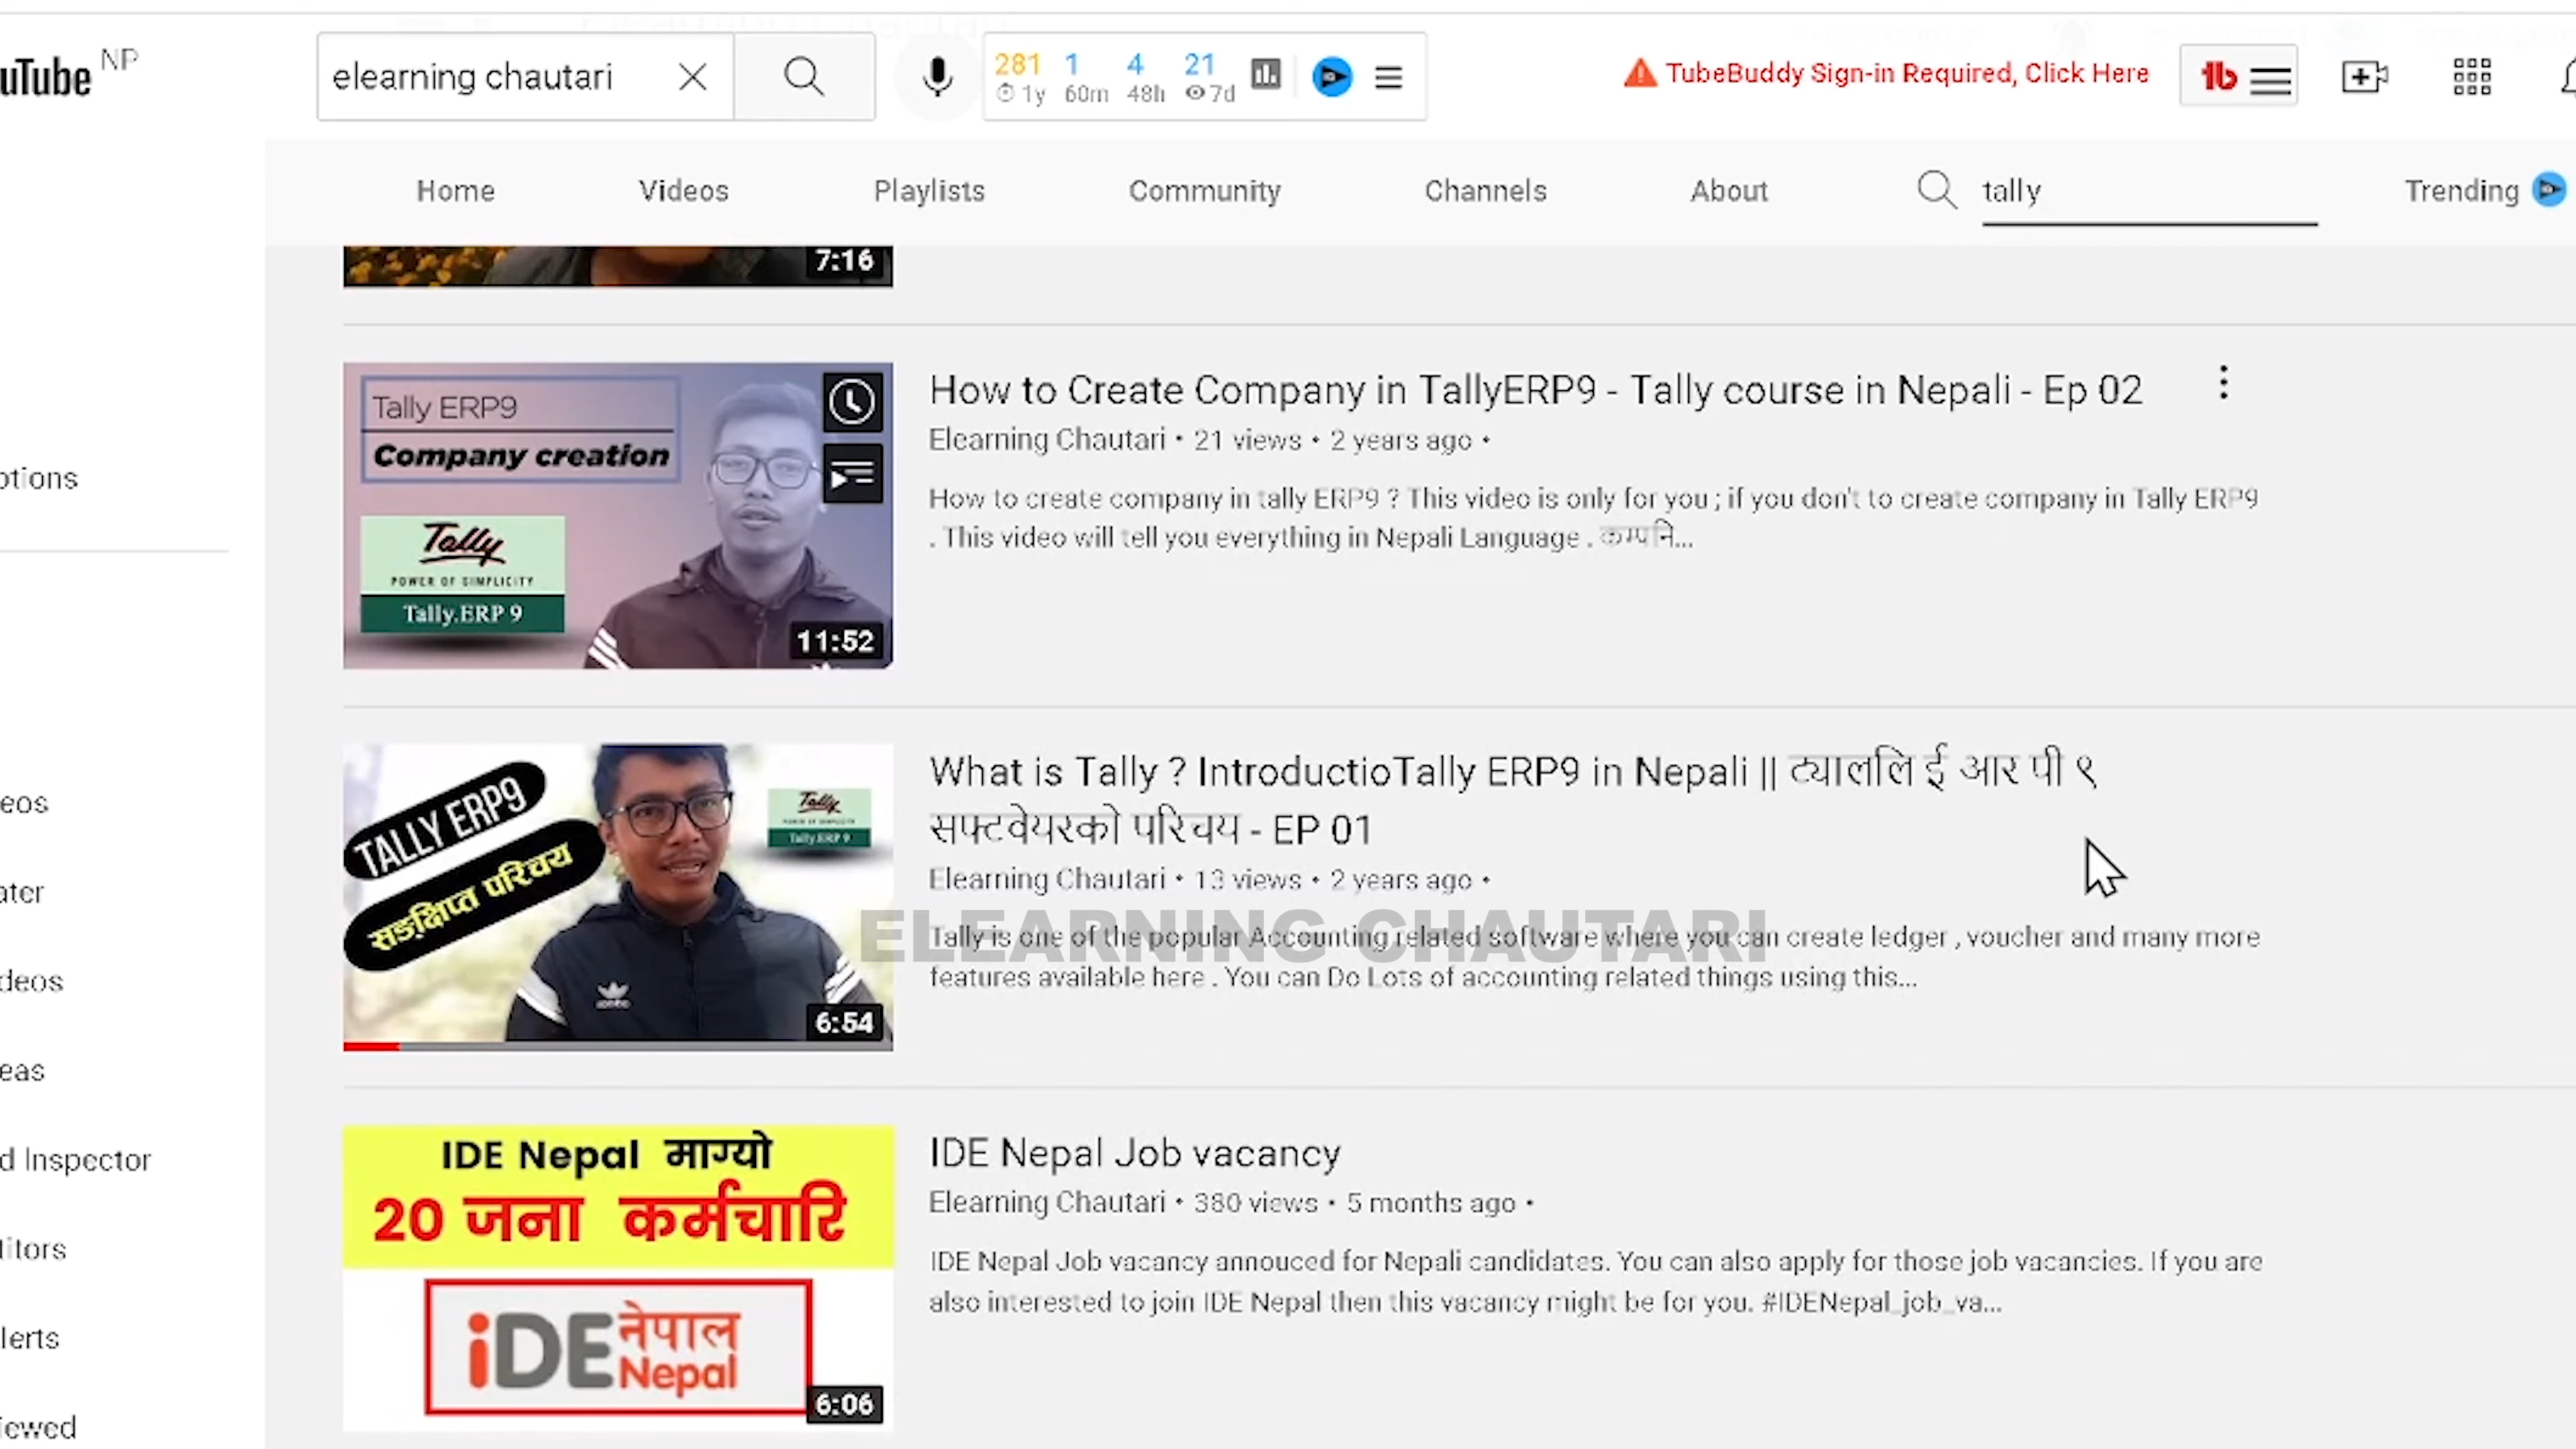 uTube NP
elearning chautari
281 1 4 21
1y 60m 48h 7d
TubeBuddy Sign-in Required, Click Here
Home Videos Playlists Community Channels About tally Trending
7:16
Tally ERP9
Company creation
Tally
POWER OF SIMPLICITY
Tally.ERP 9
11:52
How to Create Company in TallyERP9 - Tally course in Nepali - Ep 02
Elearning Chautari • 21 views • 2 years ago •
How to create company in tally ERP9 ? This video is only for you ; if you don't to create company in Tally ERP9
. This video will tell you everything in Nepali Language . कम्पनि...
TALLY ERP9
सङ्क्षिप्त परिचय
Tally
POWER OF SIMPLICITY
Tally.ERP 9
6:54
What is Tally ? IntroductioTally ERP9 in Nepali || ट्याललि ई आर पी ९
सफ्टवेयरको परिचय - EP 01
Elearning Chautari • 13 views • 2 years ago •
ELEARNING CHAUTARI
Tally is one of the popular Accounting related software where you can create ledger , voucher and many more
features available here . You can Do Lots of accounting related things using this...
IDE Nepal माग्यो
20 जना कर्मचारि
iDE नेपाल
Nepal
6:06
IDE Nepal Job vacancy
Elearning Chautari • 380 views • 5 months ago •
IDE Nepal Job vacancy annouced for Nepali candidates. You can also apply for those job vacancies. If you are
also interested to join IDE Nepal then this vacancy might be for you. #IDENepal_job_va...
ptions
eos
ater
deos
eas
d Inspector
titors
lerts
iewed